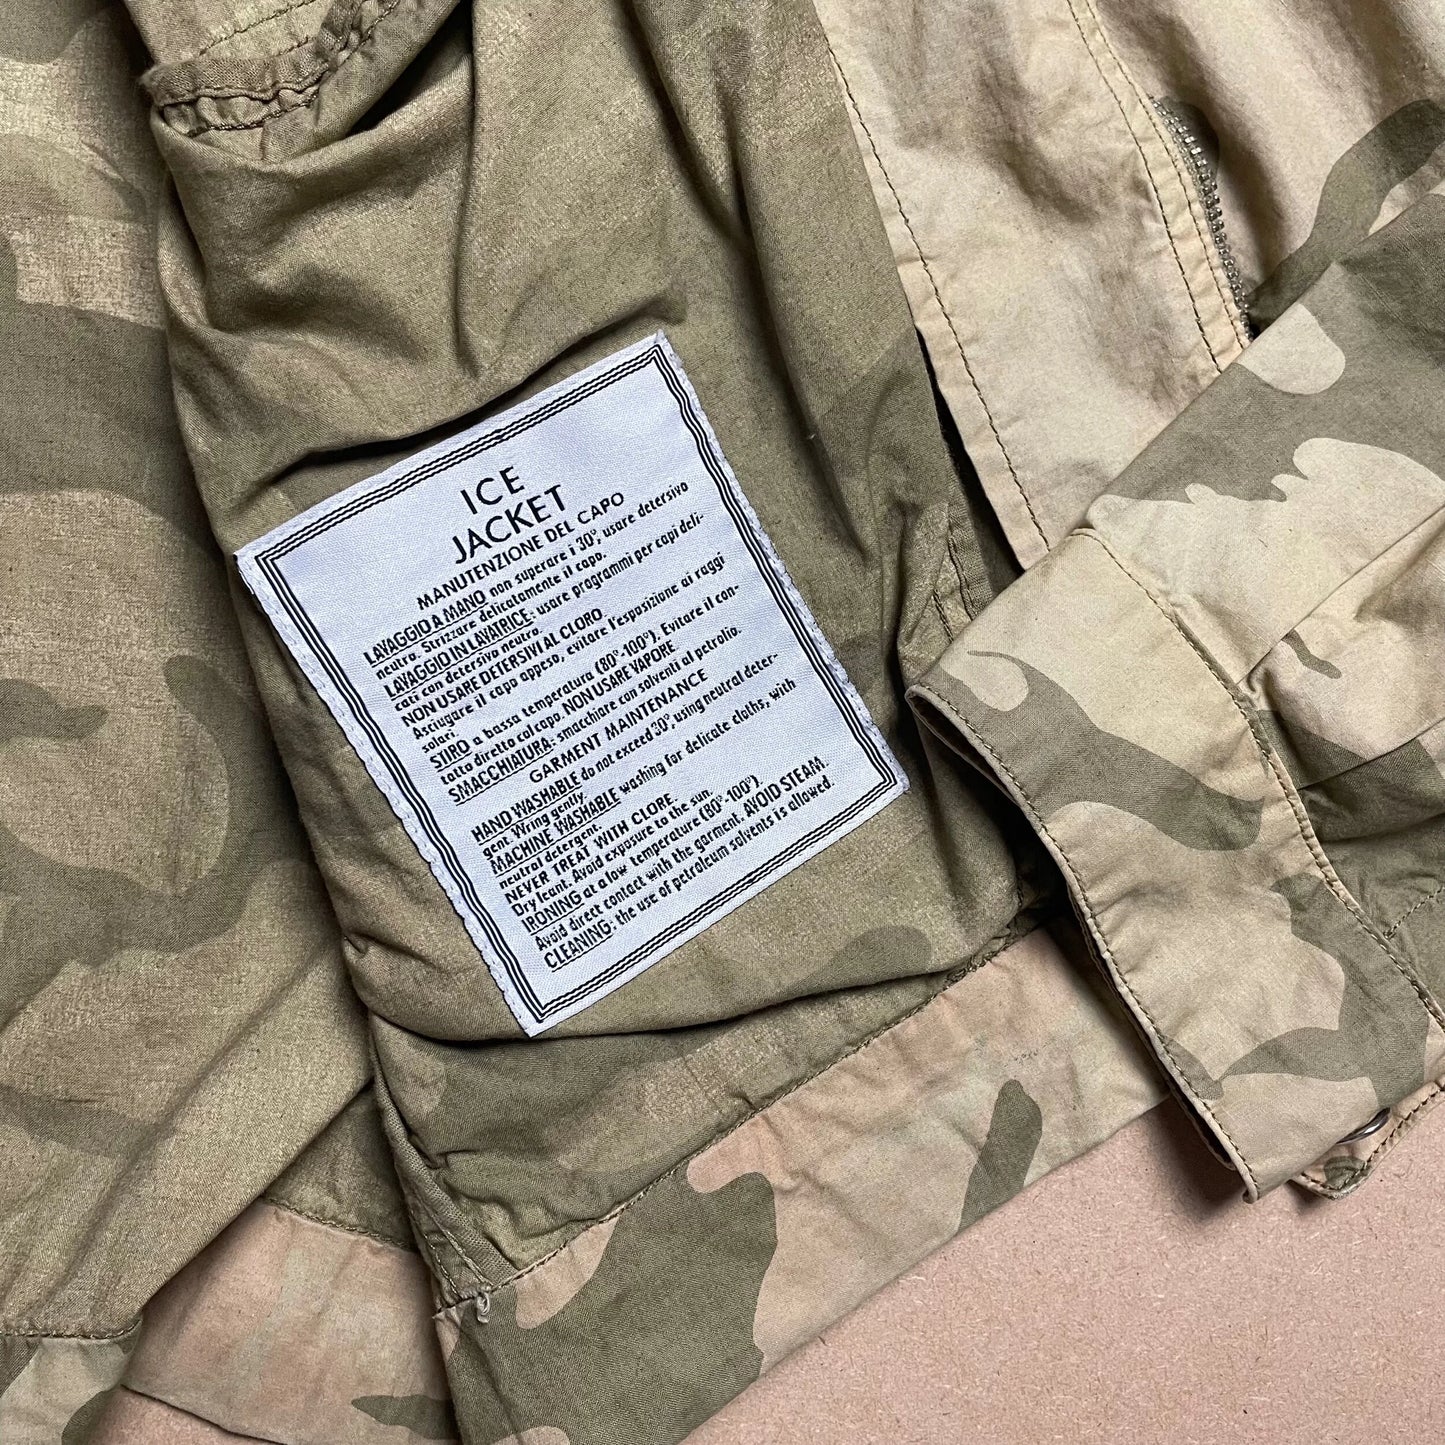 ICE
JACKET
MANUTENZIONE DEL CAPO
LAVAGGIO A MANO non superare i 30°, usare detersivo
neutro. Strizzare delicatamente il capo.
LAVAGGIO IN LAVATRICE: usare programmi per capi deli-
cati con detersivo neutro.
NON USARE DETERSIVI AL CLORO.
Asciugare il capo appeso, evitare l'esposizione ai raggi
solari.
STIRO a bassa temperatura (80°-100°). Evitare il con-
tatto diretto col capo. NON USARE VAPORE.
SMACCHIATURA: smacchiare con solventi al petrolio.
GARMENT MAINTENANCE
HAND WASHABLE do not exceed 30°, using neutral deter-
gent. Wring gently.
MACHINE WASHABLE washing for delicate cloths, with
neutral detergent.
NEVER TREAT WITH CLORE.
Dry leant. Avoid exposure to the sun.
IRONING at a low temperature (80°-100°).
Avoid direct contact with the garment. AVOID STEAM.
CLEANING: the use of petroleum solvents is allowed.